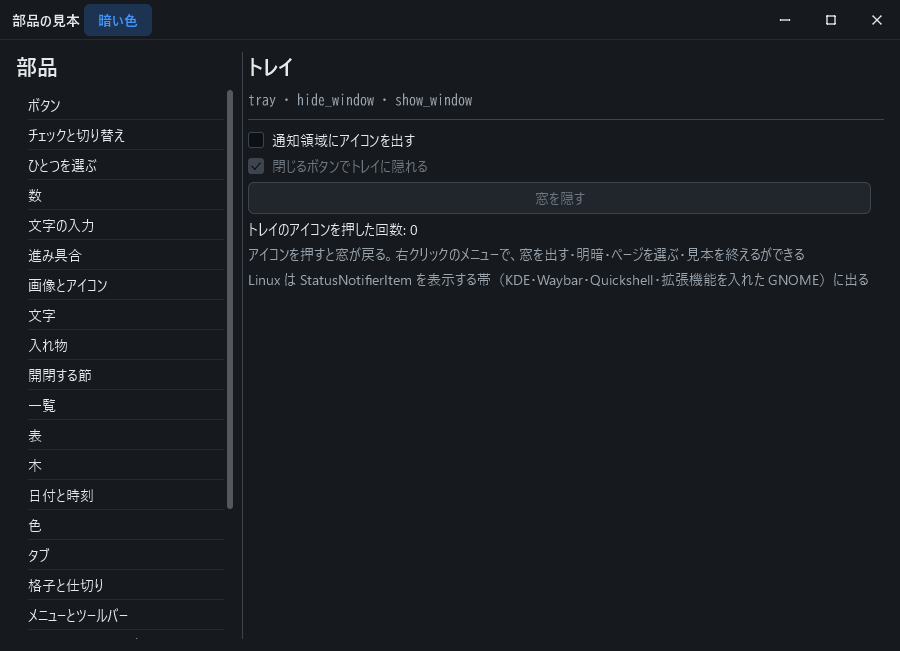 部品の見本 暗い色
部品
ボタン
チェックと切り替え
ひとつを選ぶ
数
文字の入力
進み具合
画像とアイコン
文字
入れ物
開閉する節
一覧
表
木
日付と時刻
色
タブ
格子と仕切り
メニューとツールバー
トレイ
tray · hide_window · show_window
通知領域にアイコンを出す
閉じるボタンでトレイに隠れる
窓を隠す
トレイのアイコンを押した回数: 0
アイコンを押すと窓が戻る。右クリックのメニューで、窓を出す・明暗・ページを選ぶ・見本を終えるができる
Linux は StatusNotifierItem を表示する帯（KDE・Waybar・Quickshell・拡張機能を入れた GNOME）に出る